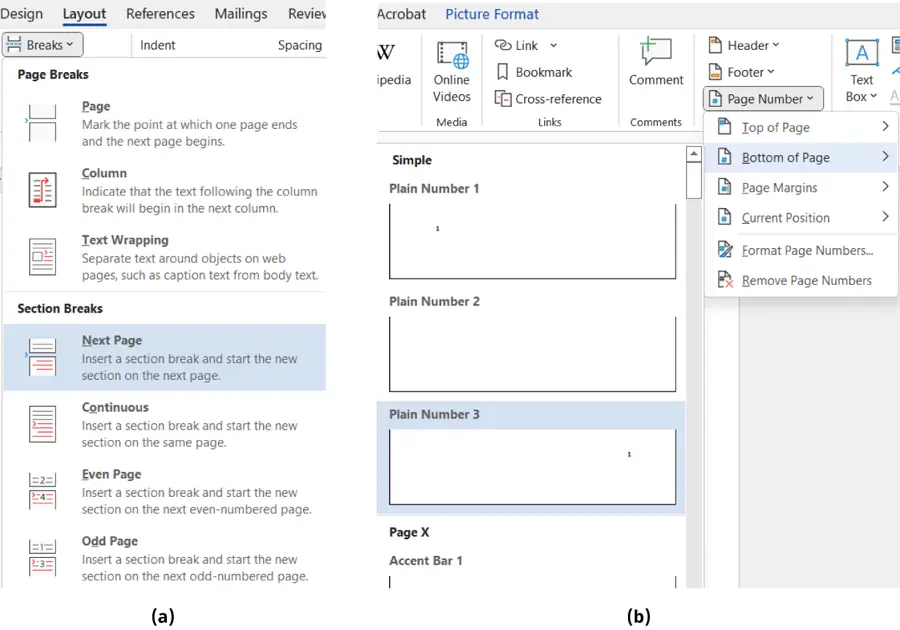 Design Layout References Mailings
Breaks
Indent Spacing
Page Breaks
Page
Mark the point at which one page ends
and the next page begins.
Column
Indicate that the text following the column
break will begin in the next column.
Text Wrapping
Separate text around objects on web
pages, such as caption text from body text.
Section Breaks
Next Page
Insert a section break and start the new
section on the next page.
Continuous
Insert a section break and start the new
section on the same page.
Even Page
Insert a section break and start the new
section on the next even-numbered page.
2
4
Odd Page
Insert a section break and start the new
section on the next odd-numbered page.
1
3
(a)
Acrobat Picture Format
W
ipedia
Online
Videos
Media
Link
Bookmark
Cross-reference
Links
Comment
Comments
Header
Footer
Page Number
A
Text
Box
Top of Page
Bottom of Page
Page Margins
Current Position
Format Page Numbers...
Remove Page Numbers
Simple
Plain Number 1
1
Plain Number 2
Plain Number 3
1
Page X
Accent Bar 1
(b)